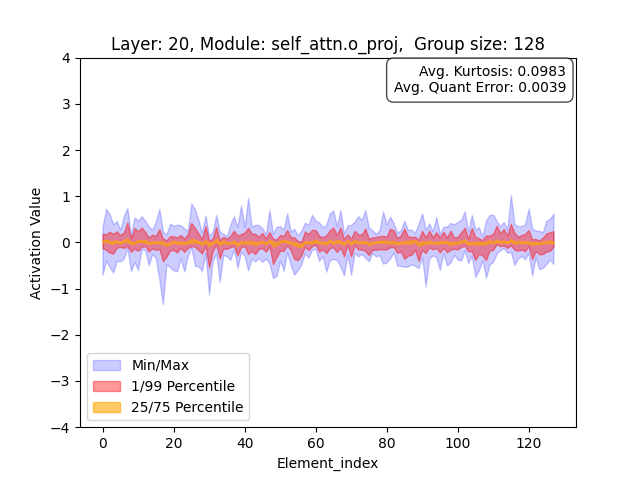 Layer: 20, Module: self_attn.o_proj,  Group size: 128
Avg. Kurtosis: 0.0983
Avg. Quant Error: 0.0039
Activation Value
4
3
2
1
0
−1
−2
−3
−4
Min/Max
1/99 Percentile
25/75 Percentile
0 20 40 60 80 100 120
Element_index